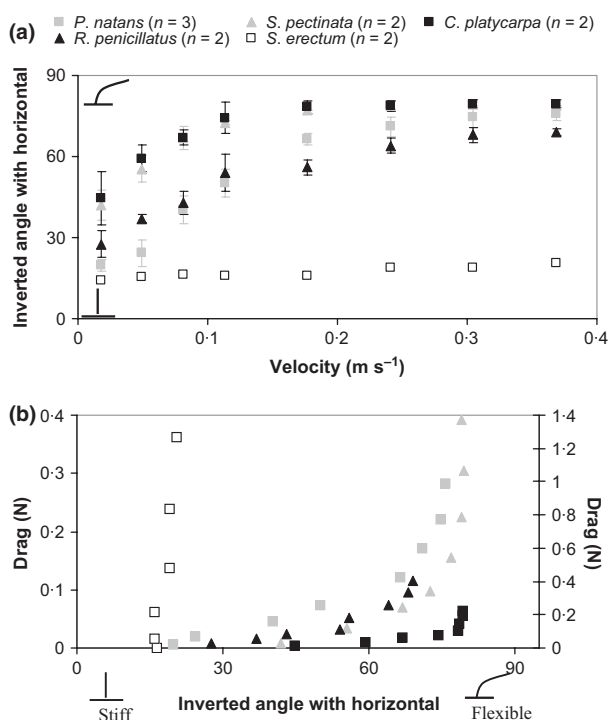 P. natans (n = 3) S. pectinata (n = 2) C. platycarpa (n = 2)
R. penicillatus (n = 2) S. erectum (n = 2)
(a)
90
60
30
0
Inverted angle with horizontal
0 0·1 0·2 0·3 0·4
Velocity (m s–1)
(b)
0·4
0·3
0·2
0·1
0
Drag (N)
1·4
1·2
1
0·8
0·6
0·4
0·2
0
Drag (N)
30 60 90
Stiff Inverted angle with horizontal Flexible